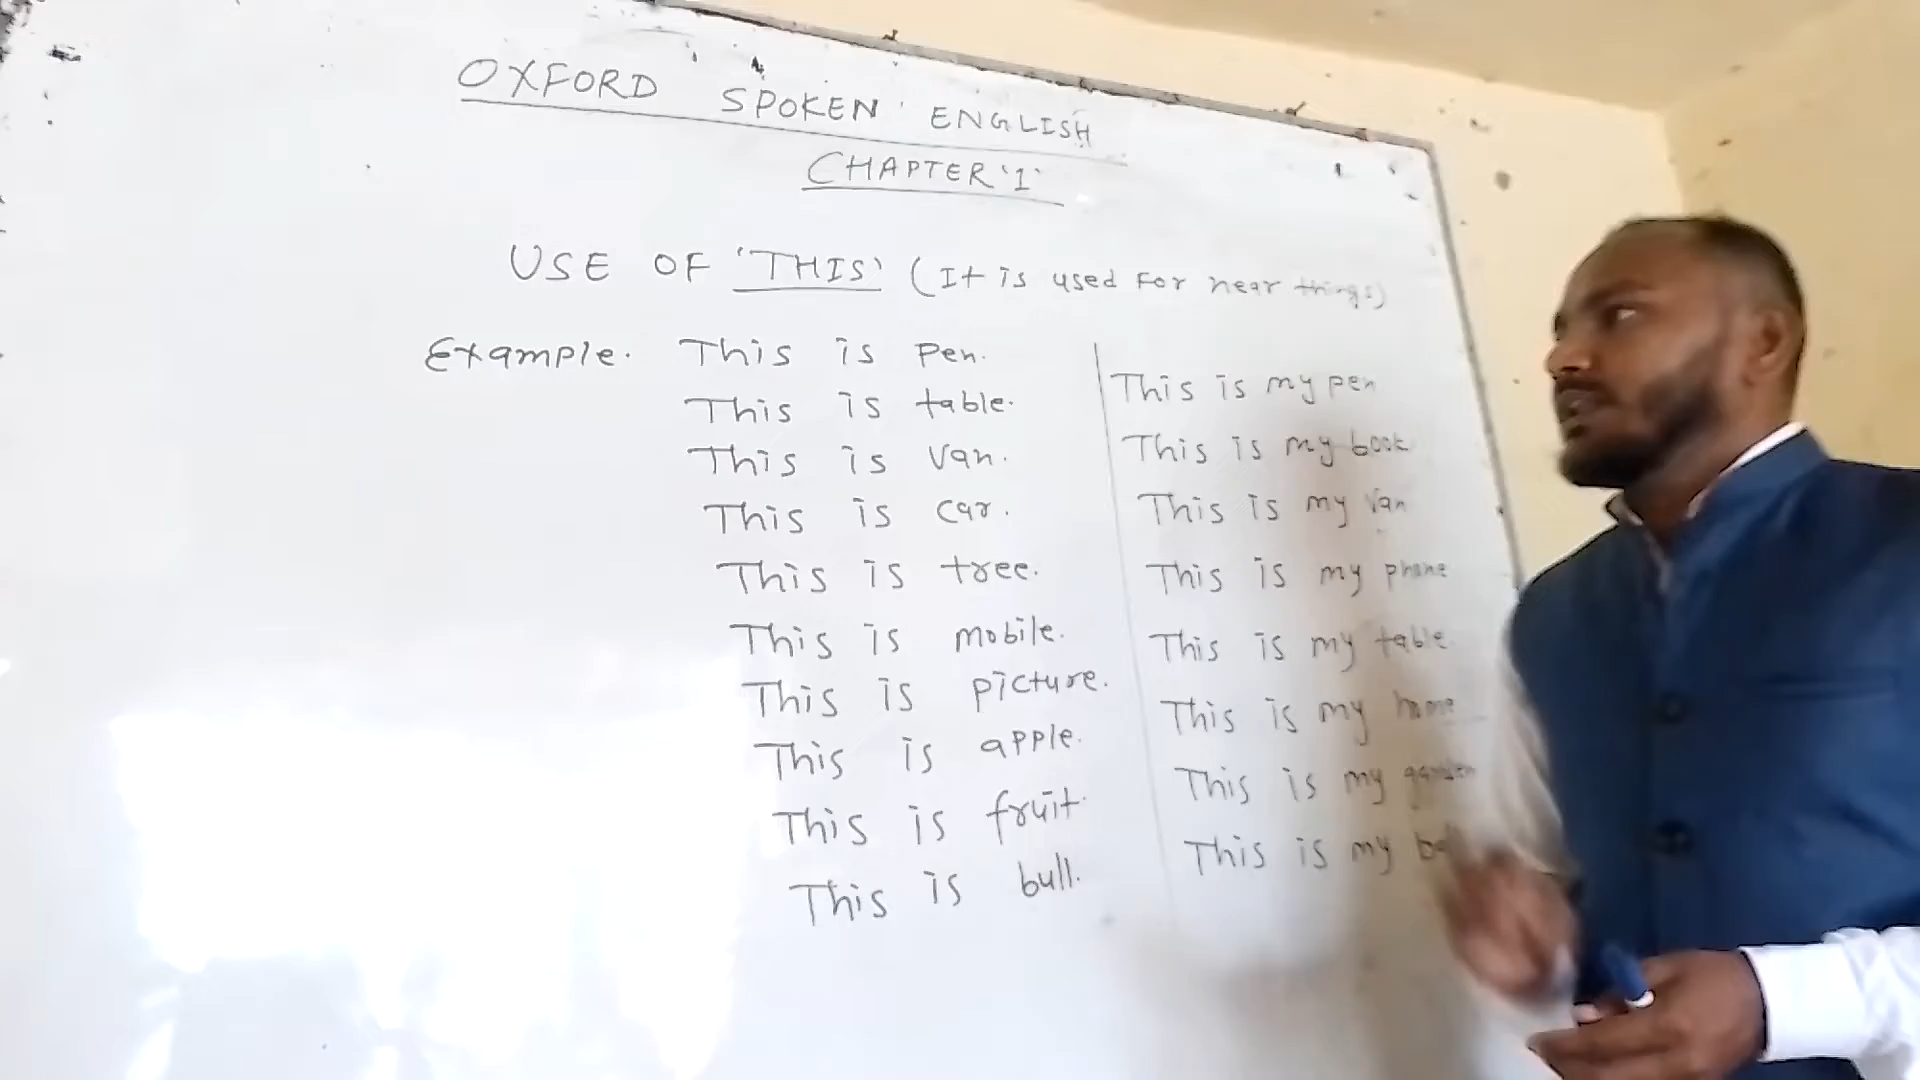 OXFORD SPOKEN ENGLISH
CHAPTER '1'
USE OF 'THIS' (It is used For near things)
Example. This is pen.
This is table.
This is van.
This is car.
This is tree.
This is mobile.
This is picture.
This is apple.
This is fruit.
This is bull.
This is my pen
This is my book
This is my van
This is my phone
This is my table.
This is my home
This is my garden
This is my